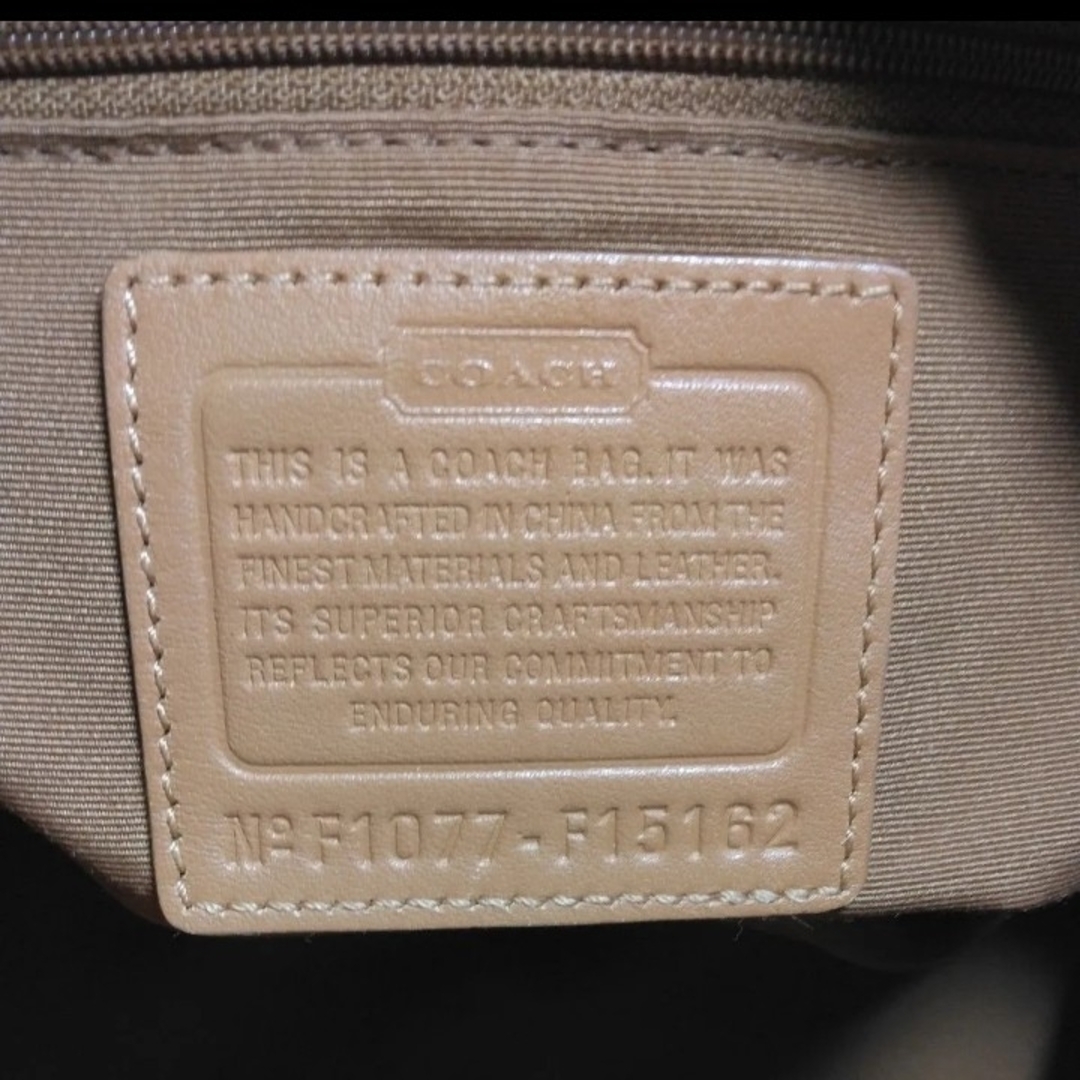 COACH
THIS IS A COACH BAG. IT WAS
HANDCRAFTED IN CHINA FROM THE
FINEST MATERIALS AND LEATHER.
ITS SUPERIOR CRAFTSMANSHIP
REFLECTS OUR COMMITMENT TO
ENDURING QUALITY.
Nº F1077-F15162